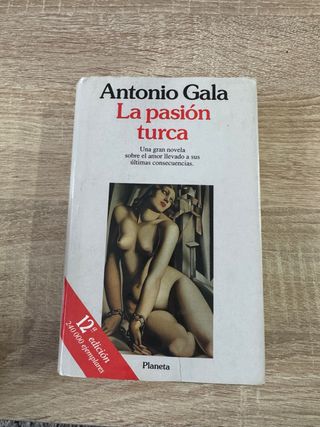 Antonio Gala
La pasión
turca
Una gran novela
sobre el amor llevado a sus
últimas consecuencias.
12ª edición
240 000 ejemplares
Planeta